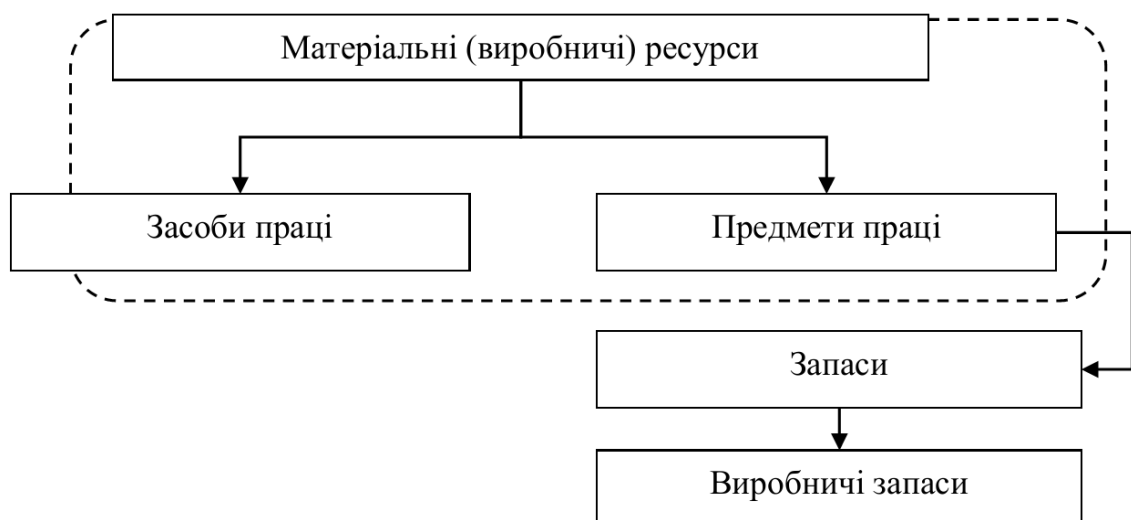 Матеріальні (виробничі) ресурси
Засоби праці
Предмети праці
Запаси
Виробничі запаси